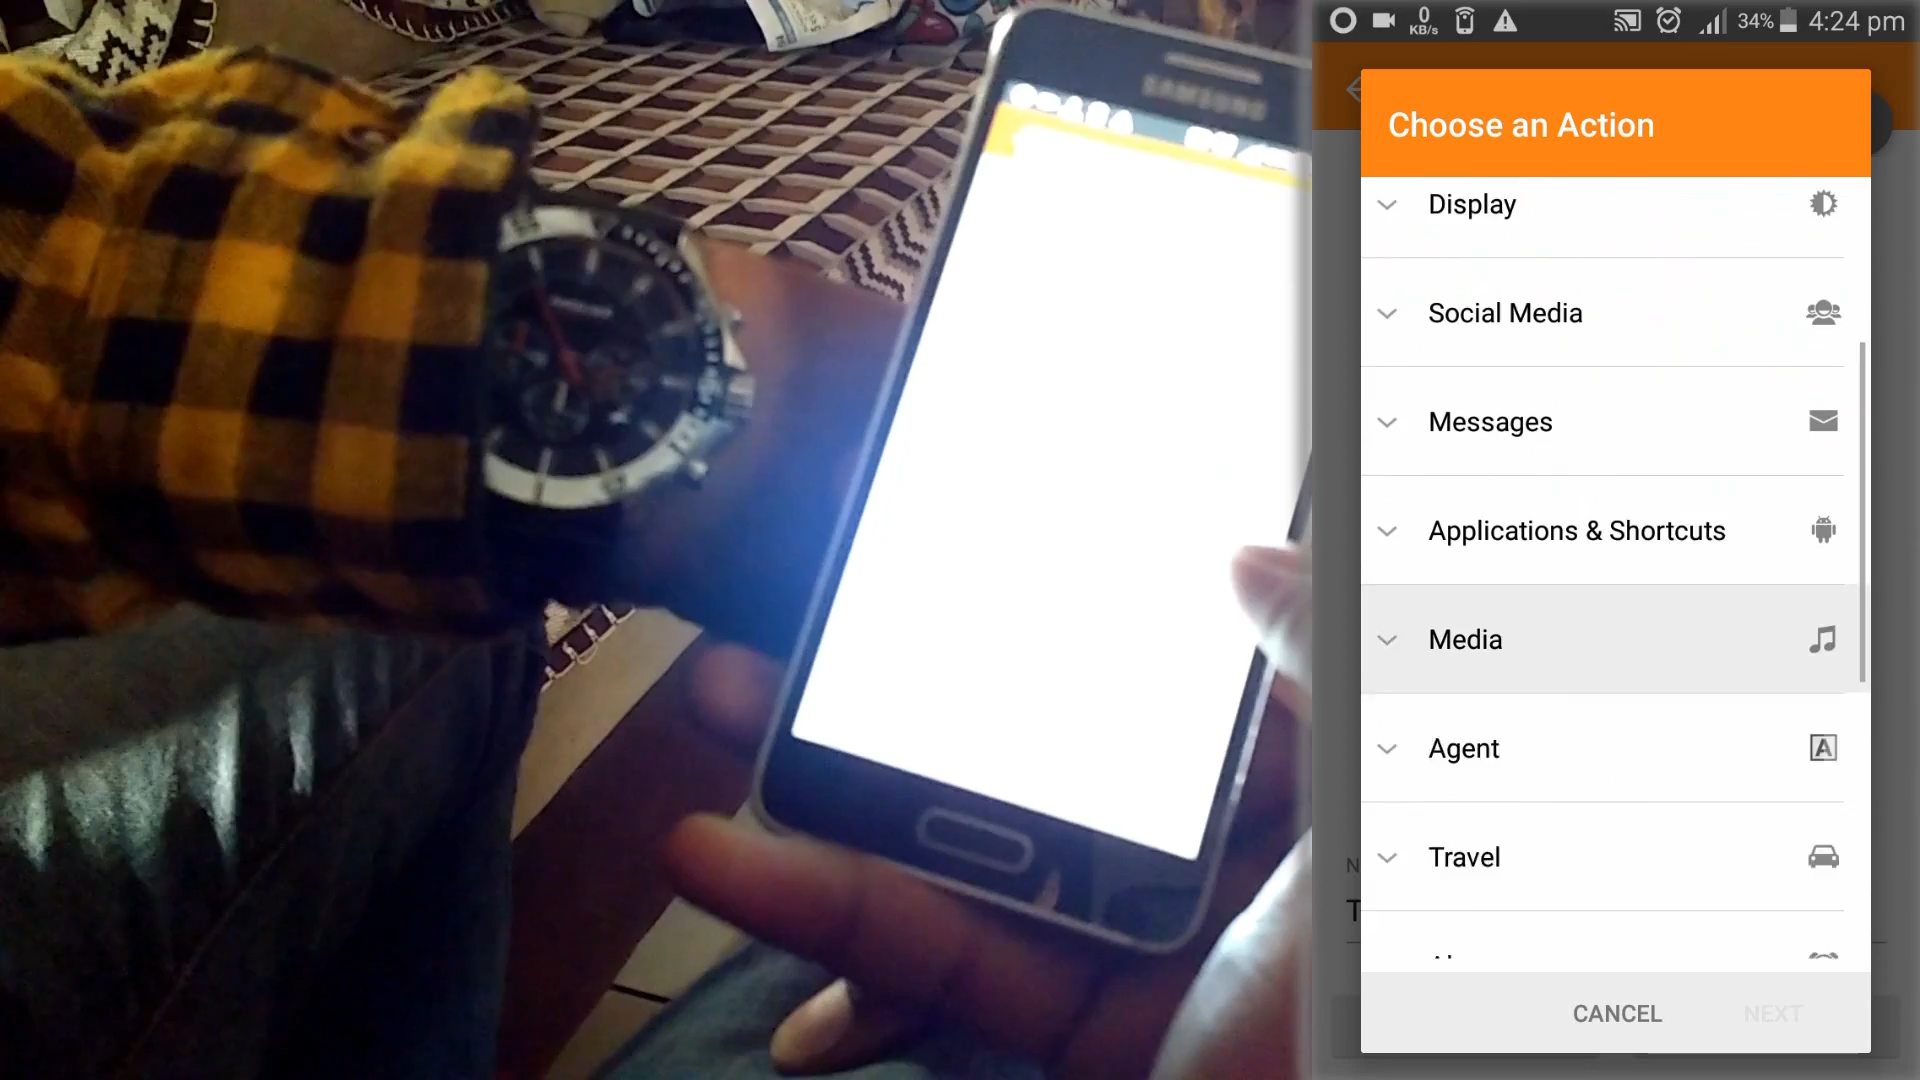 SAMSUNG
0
KB/s
34%
4:24 pm
Choose an Action
Display
Social Media
Messages
Applications & Shortcuts
Media
Agent
A
Travel
N
T
CANCEL
NEXT